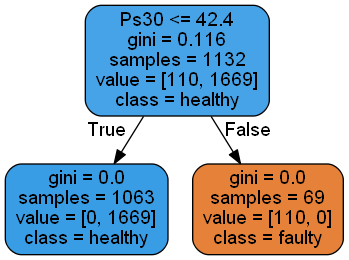 Ps30 <= 42.4
gini = 0.116
samples = 1132
value = [110, 1669]
class = healthy
True
False
gini = 0.0
samples = 1063
value = [0, 1669]
class = healthy
gini = 0.0
samples = 69
value = [110, 0]
class = faulty